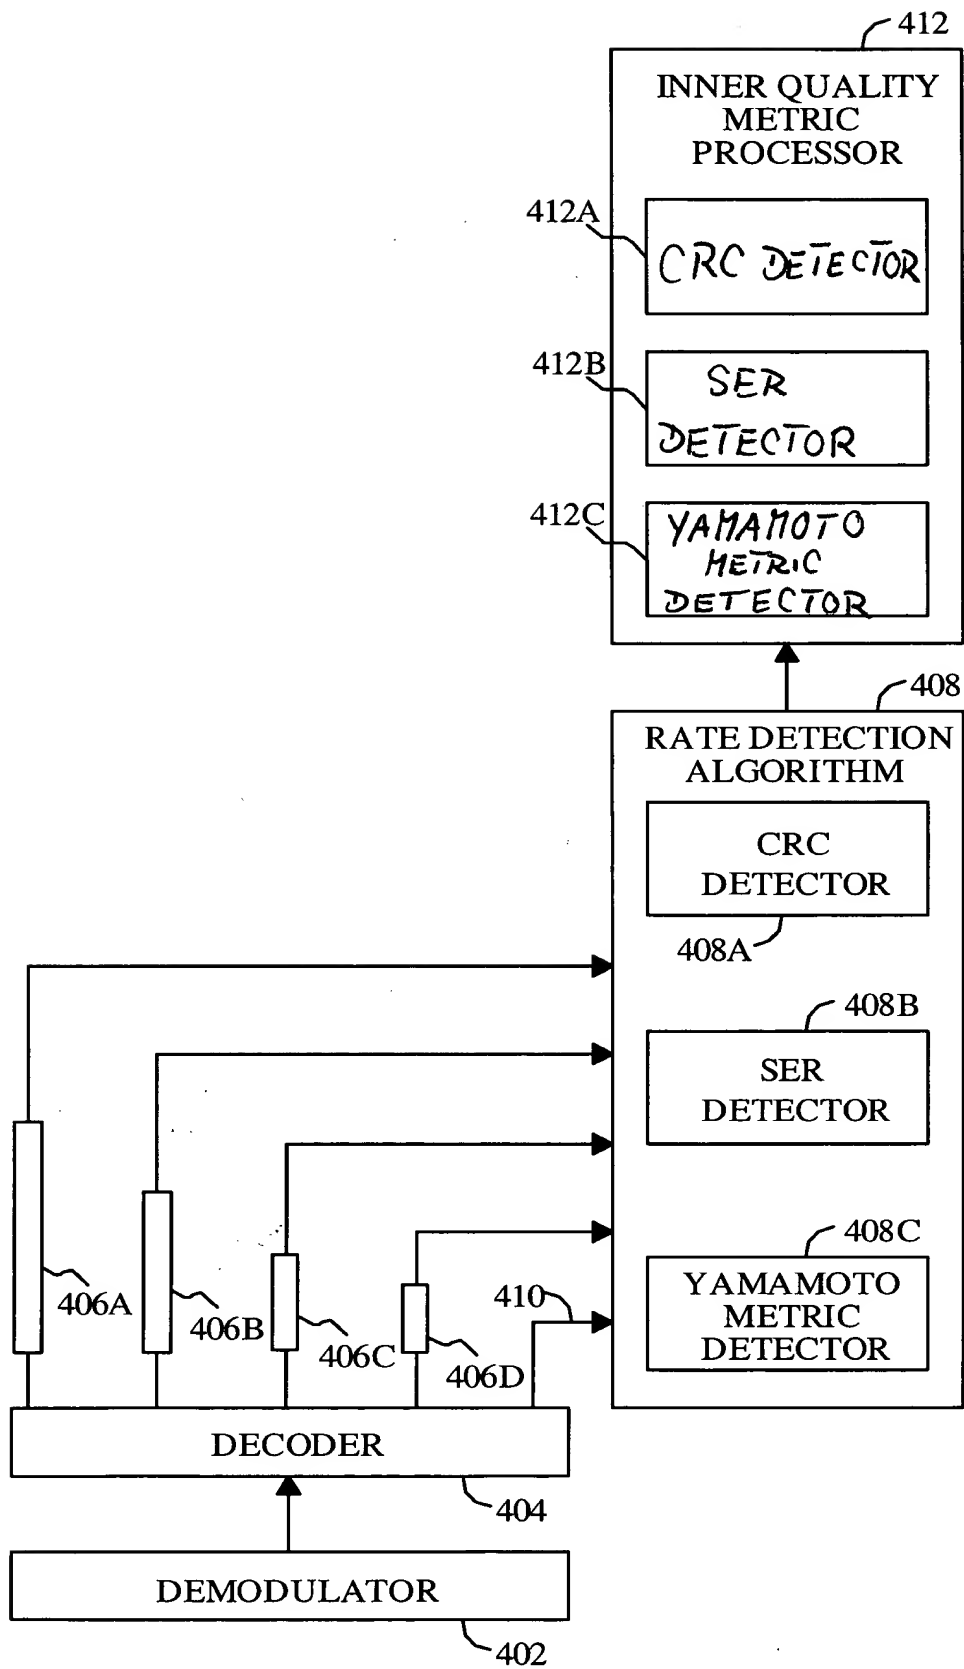 412
INNER QUALITY
METRIC
PROCESSOR
412A
CRC DETECTOR
412B
SER
DETECTOR
412C
YAMAMOTO
METRIC
DETECTOR
408
RATE DETECTION
ALGORITHM
CRC
DETECTOR
408A
408B
SER
DETECTOR
408C
YAMAMOTO
METRIC
DETECTOR
406A
406B
406C
406D
410
DECODER
404
DEMODULATOR
402